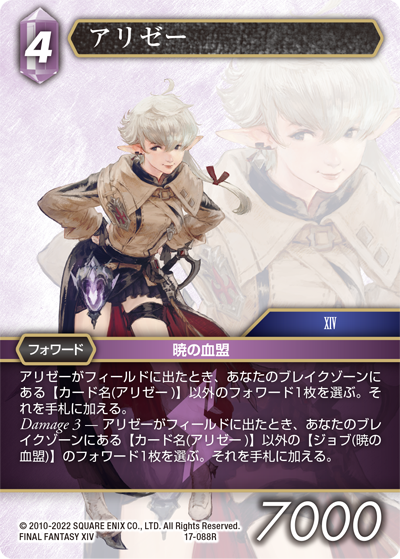 4
アリゼー
XIV
フォワード
暁の血盟
アリゼーがフィールドに出たとき、あなたのブレイクゾーンに
ある【カード名(アリゼー)】以外のフォワード1枚を選ぶ。そ
れを手札に加える。
Damage 3 — アリゼーがフィールドに出たとき、あなたのブレ
イクゾーンにある【カード名(アリゼー)】以外の【ジョブ(暁の
血盟)】のフォワード1枚を選ぶ。それを手札に加える。
© 2010-2022 SQUARE ENIX CO., LTD. All Rights Reserved.
FINAL FANTASY XIV
17-088R
7000